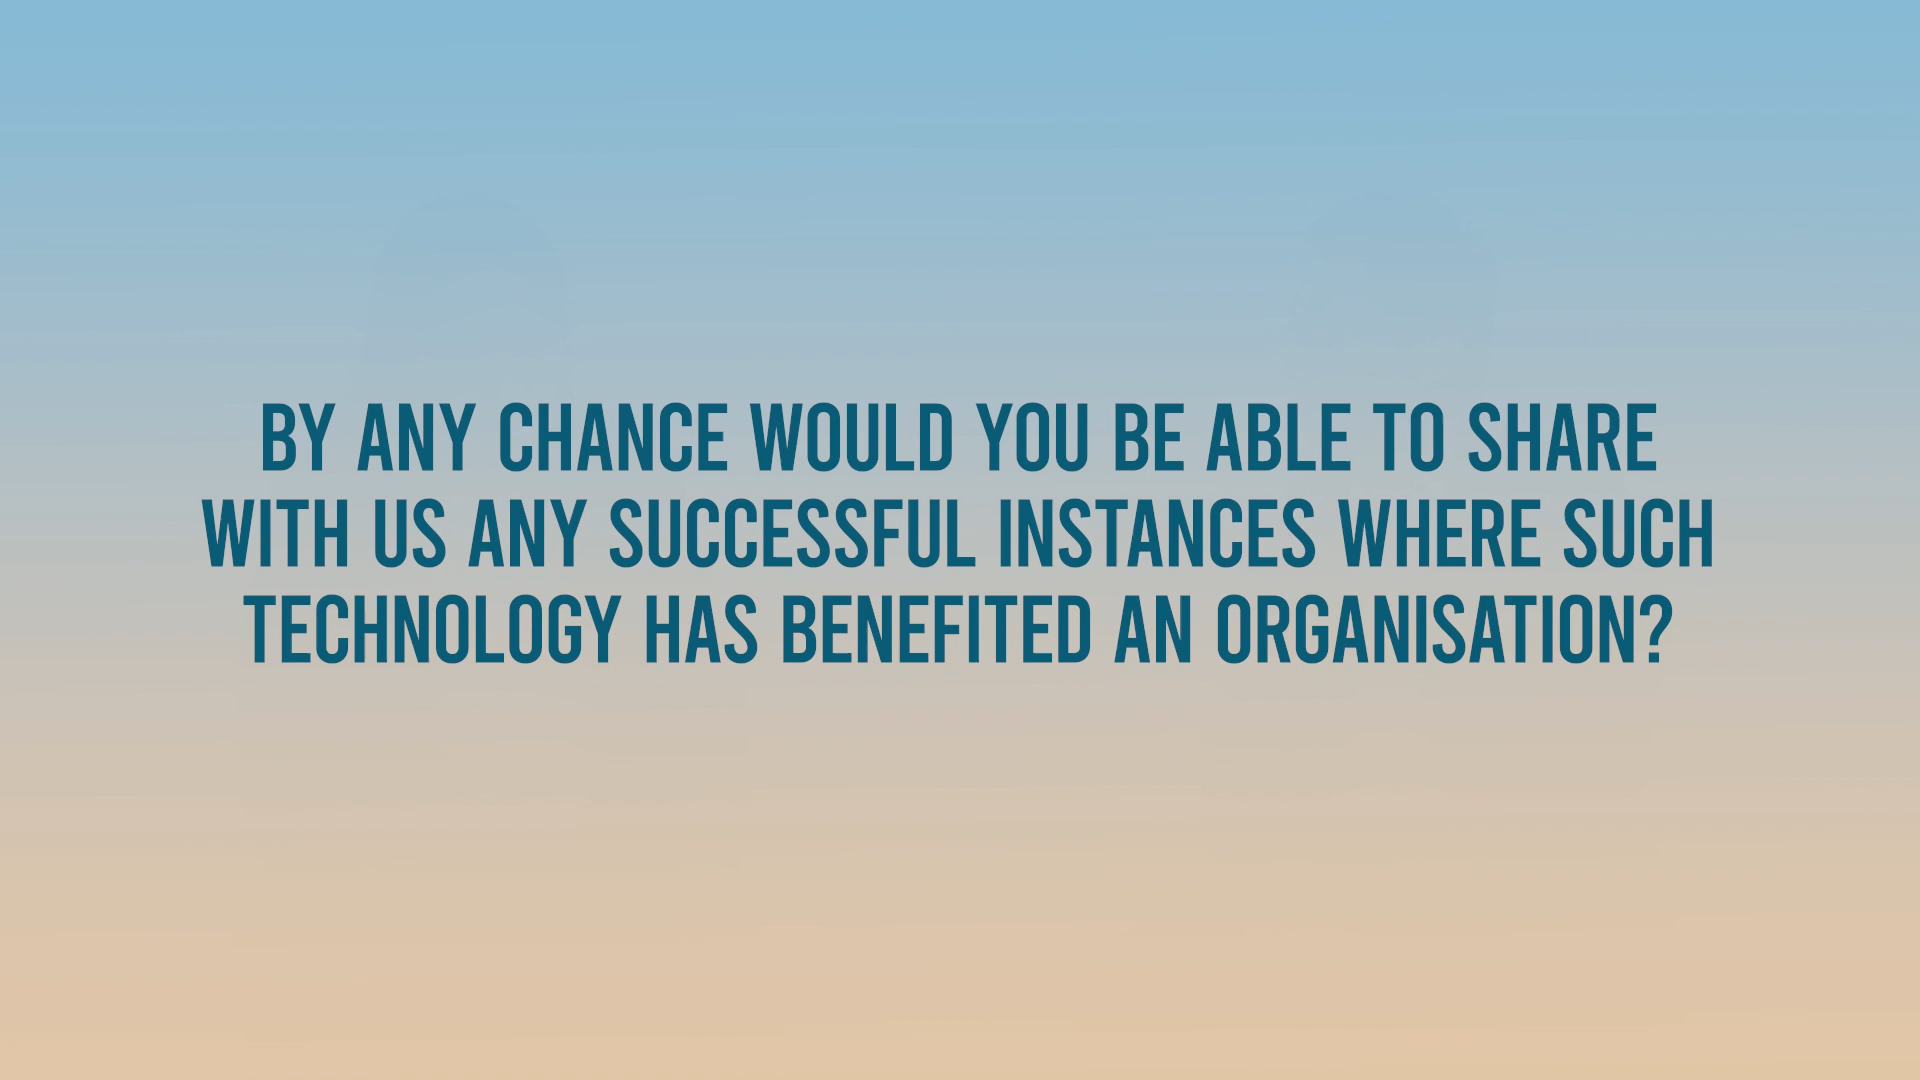 BY ANY CHANCE WOULD YOU BE ABLE TO SHARE
WITH US ANY SUCCESSFUL INSTANCES WHERE SUCH
TECHNOLOGY HAS BENEFITED AN ORGANISATION?